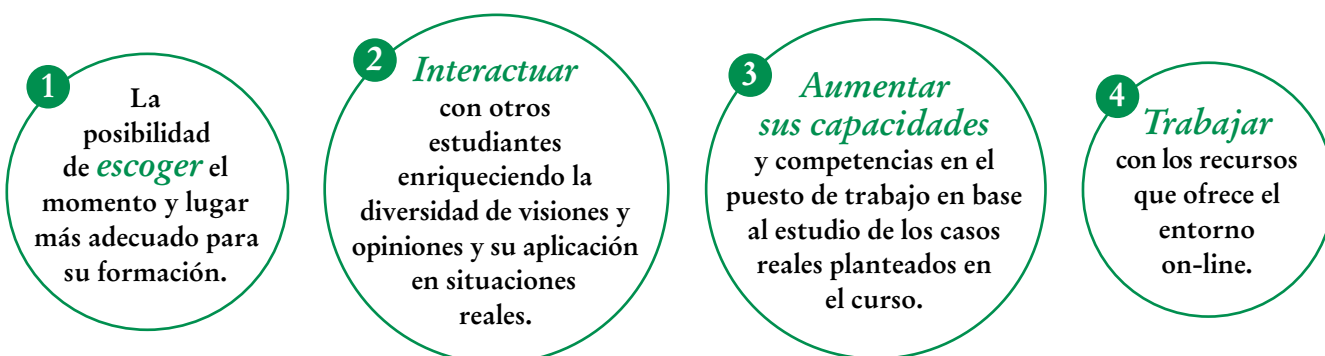 1
La
posibilidad
de escoger el
momento y lugar
más adecuado para
su formación.
2
Interactuar
con otros
estudiantes
enriqueciendo la
diversidad de visiones y
opiniones y su aplicación
en situaciones
reales.
3
Aumentar
sus capacidades
y competencias en el
puesto de trabajo en base
al estudio de los casos
reales planteados en
el curso.
4
Trabajar
con los recursos
que ofrece el
entorno
on-line.